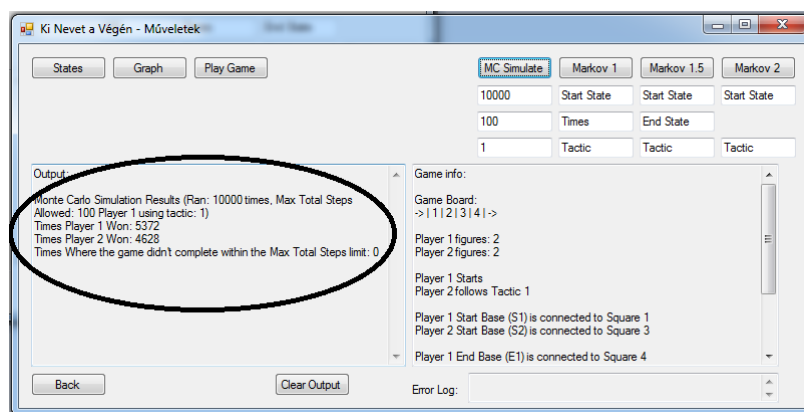 Ki Nevet a Végén - Műveletek
States Graph Play Game MC Simulate Markov 1 Markov 1.5 Markov 2
10000 Start State Start State Start State
100 Times End State
1 Tactic Tactic Tactic
Output:
Monte Carlo Simulation Results (Ran: 10000 times, Max Total Steps
Allowed: 100 Player 1 using tactic: 1)
Times Player 1 Won: 5372
Times Player 2 Won: 4628
Times Where the game didn't complete within the Max Total Steps limit: 0
Game info:
Game Board:
->| 1 | 2 | 3 | 4 |->
Player 1 figures: 2
Player 2 figures: 2
Player 1 Starts
Player 2 follows Tactic 1
Player 1 Start Base (S1) is connected to Square 1
Player 2 Start Base (S2) is connected to Square 3
Player 1 End Base (E1) is connected to Square 4
Back Clear Output Error Log: